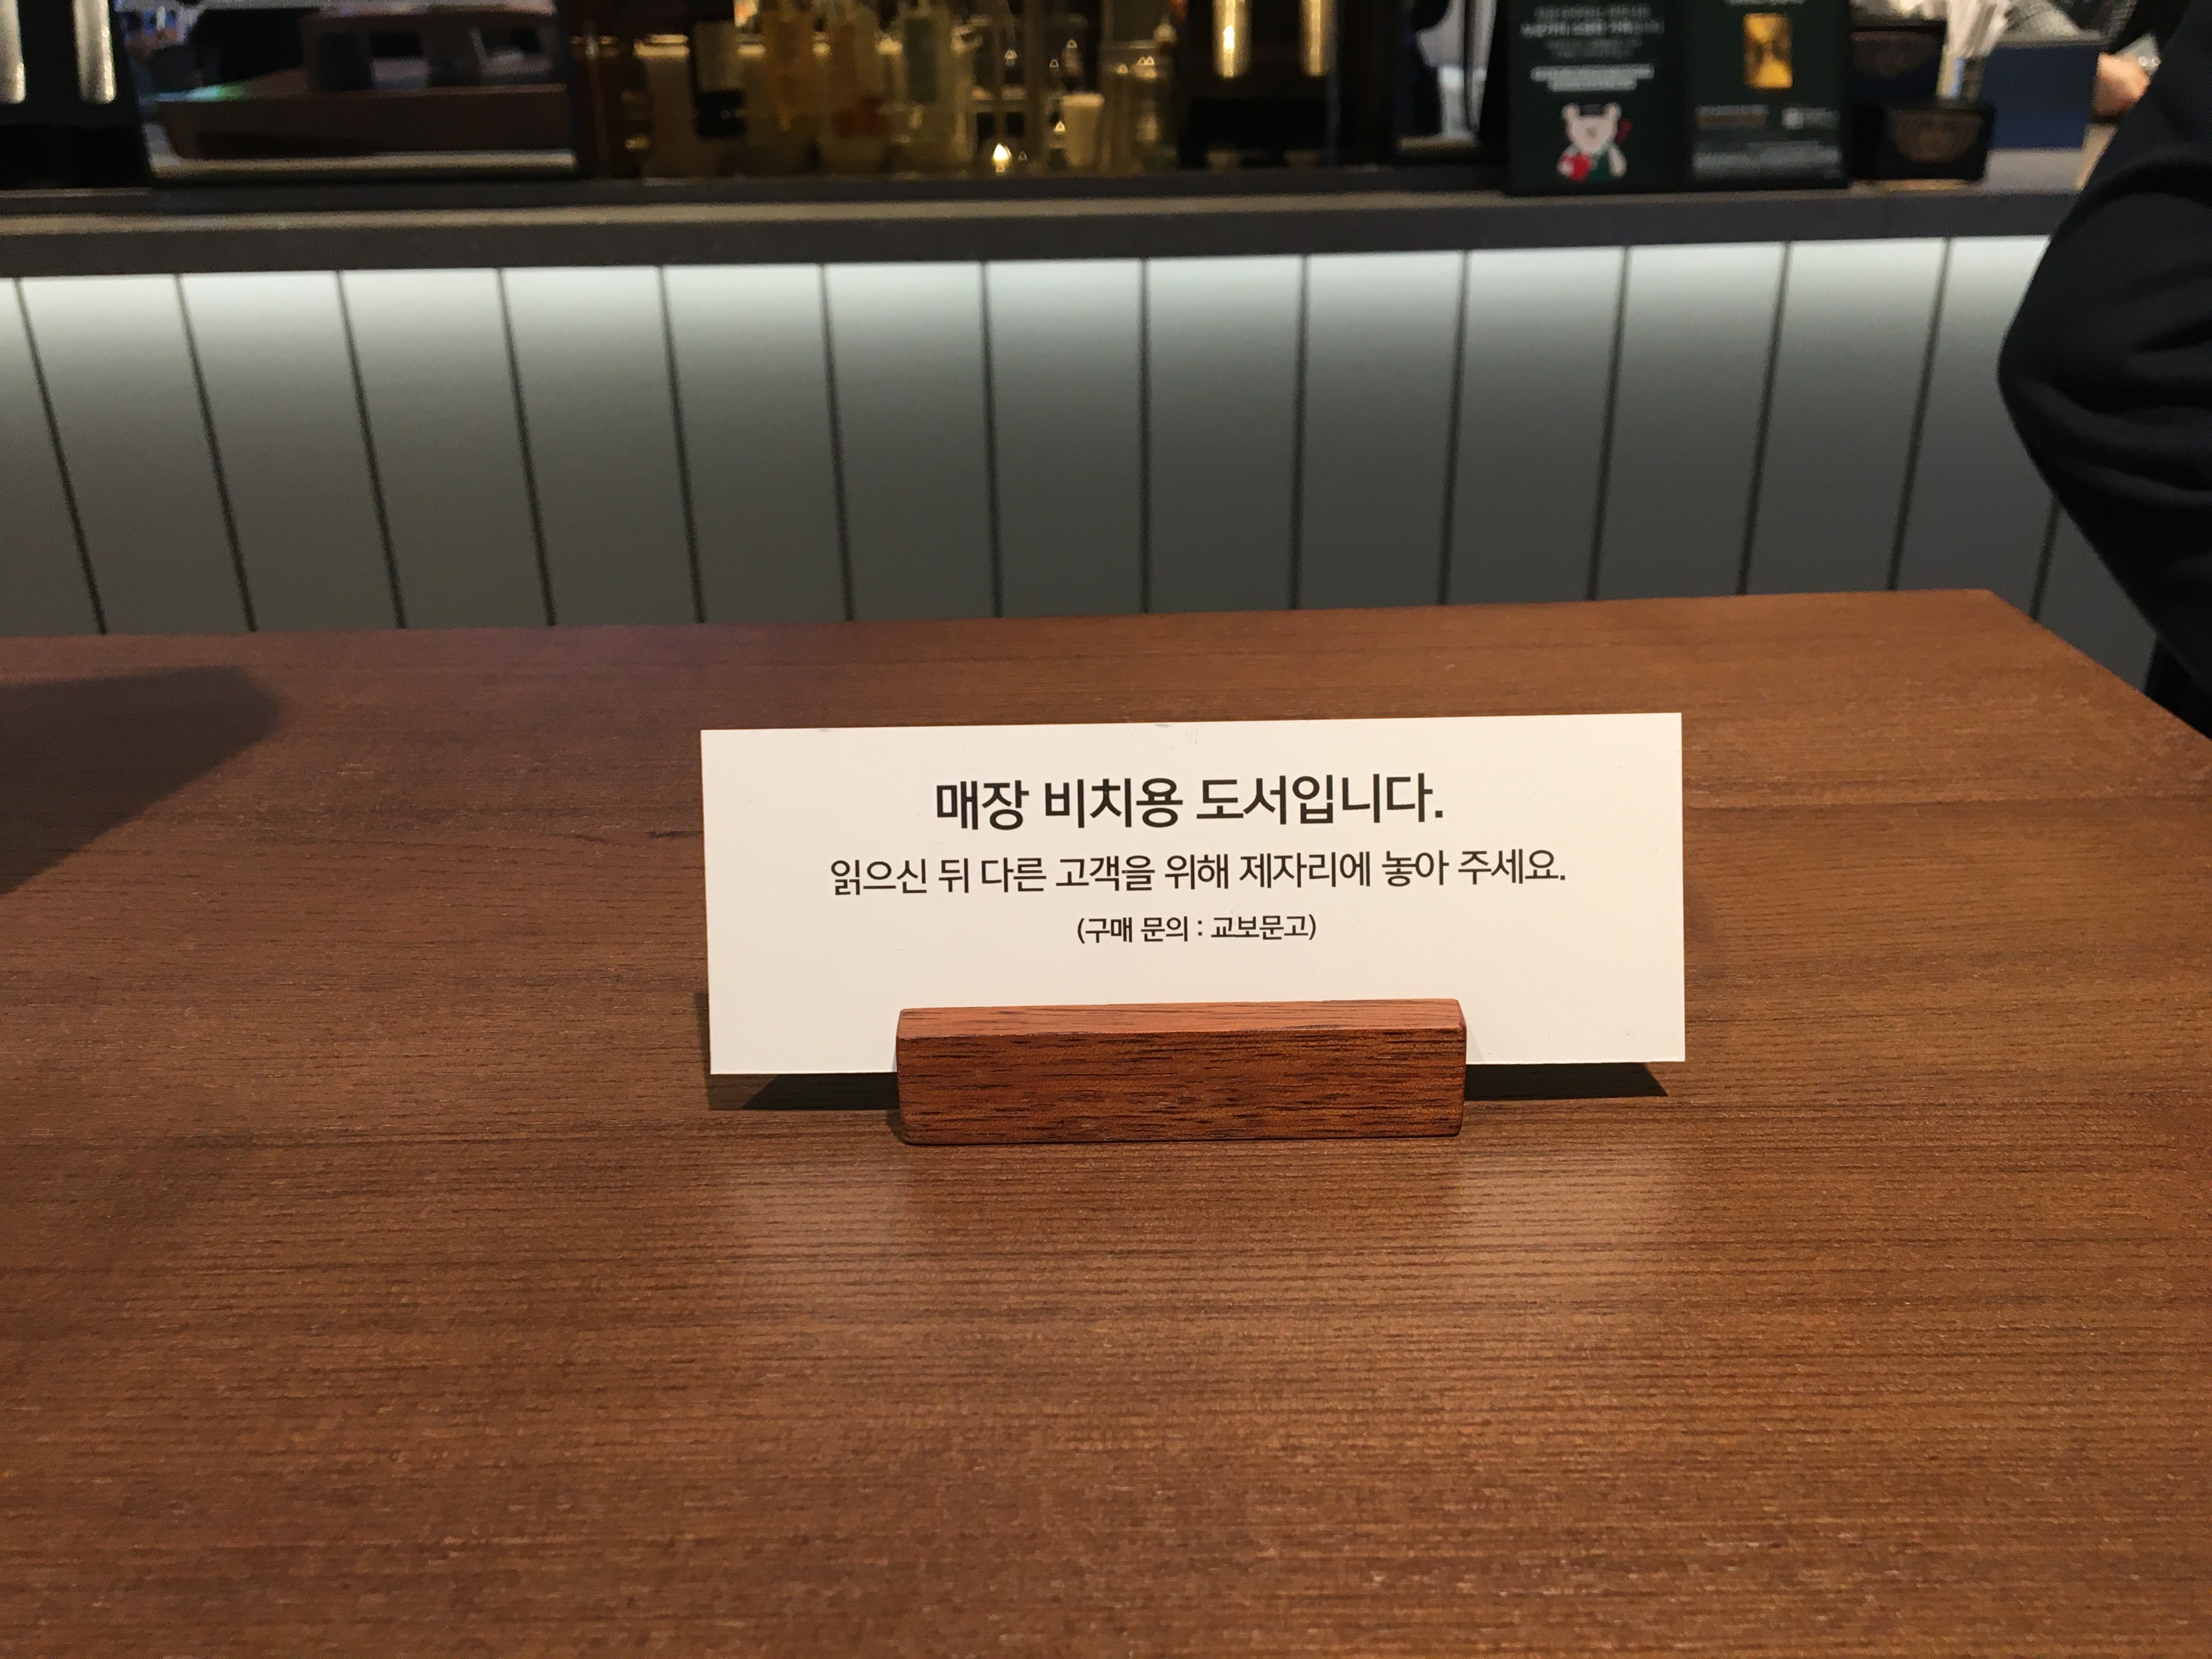 매장 비치용 도서입니다.
읽으신 뒤 다른 고객을 위해 제자리에 놓아 주세요.
(구매 문의 : 교보문고)